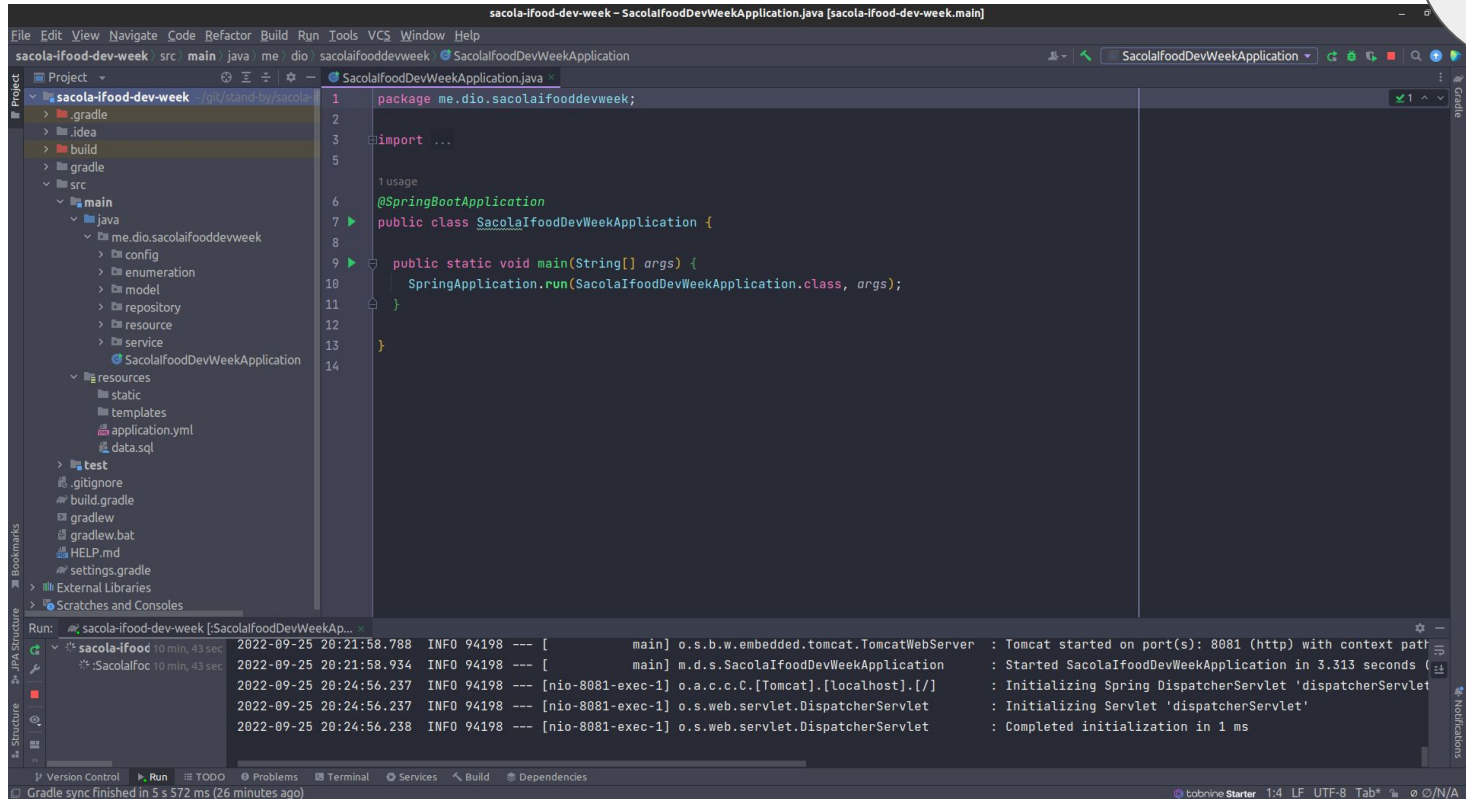 sacola-ifood-dev-week – SacolaIfoodDevWeekApplication.java [sacola-ifood-dev-week.main]
File Edit View Navigate Code Refactor Build Run Tools VCS Window Help
sacola-ifood-dev-week src main java me dio sacolaifooddevweek SacolaIfoodDevWeekApplication
SacolaIfoodDevWeekApplication
Project
Project
sacola-ifood-dev-week ~/git/stand-by/sacola-
.gradle
.idea
build
gradle
src
main
java
me.dio.sacolaifooddevweek
config
enumeration
model
repository
resource
service
SacolaIfoodDevWeekApplication
resources
static
templates
application.yml
data.sql
test
.gitignore
build.gradle
gradlew
gradlew.bat
HELP.md
settings.gradle
External Libraries
Scratches and Consoles
SacolaIfoodDevWeekApplication.java
1 package me.dio.sacolaifooddevweek;
2
3 import ...
5
1 usage
6 @SpringBootApplication
7 public class SacolaIfoodDevWeekApplication {
8
9 public static void main(String[] args) {
10 SpringApplication.run(SacolaIfoodDevWeekApplication.class, args);
11 }
12
13 }
14
1
Gradle
Notifications
Bookmarks
JPA Structure
Structure
Run: sacola-ifood-dev-week [:SacolaIfoodDevWeekAp...
sacola-ifood 10 min, 43 sec
:SacolaIfoc 10 min, 43 sec
2022-09-25 20:21:58.788 INFO 94198 --- [ main] o.s.b.w.embedded.tomcat.TomcatWebServer : Tomcat started on port(s): 8081 (http) with context path
2022-09-25 20:21:58.934 INFO 94198 --- [ main] m.d.s.SacolaIfoodDevWeekApplication : Started SacolaIfoodDevWeekApplication in 3.313 seconds (
2022-09-25 20:24:56.237 INFO 94198 --- [nio-8081-exec-1] o.a.c.c.C.[Tomcat].[localhost].[/] : Initializing Spring DispatcherServlet 'dispatcherServlet
2022-09-25 20:24:56.237 INFO 94198 --- [nio-8081-exec-1] o.s.web.servlet.DispatcherServlet : Initializing Servlet 'dispatcherServlet'
2022-09-25 20:24:56.238 INFO 94198 --- [nio-8081-exec-1] o.s.web.servlet.DispatcherServlet : Completed initialization in 1 ms
Version Control Run TODO Problems Terminal Services Build Dependencies
Gradle sync finished in 5 s 572 ms (26 minutes ago)
tabnine Starter 1:4 LF UTF-8 Tab* N/A